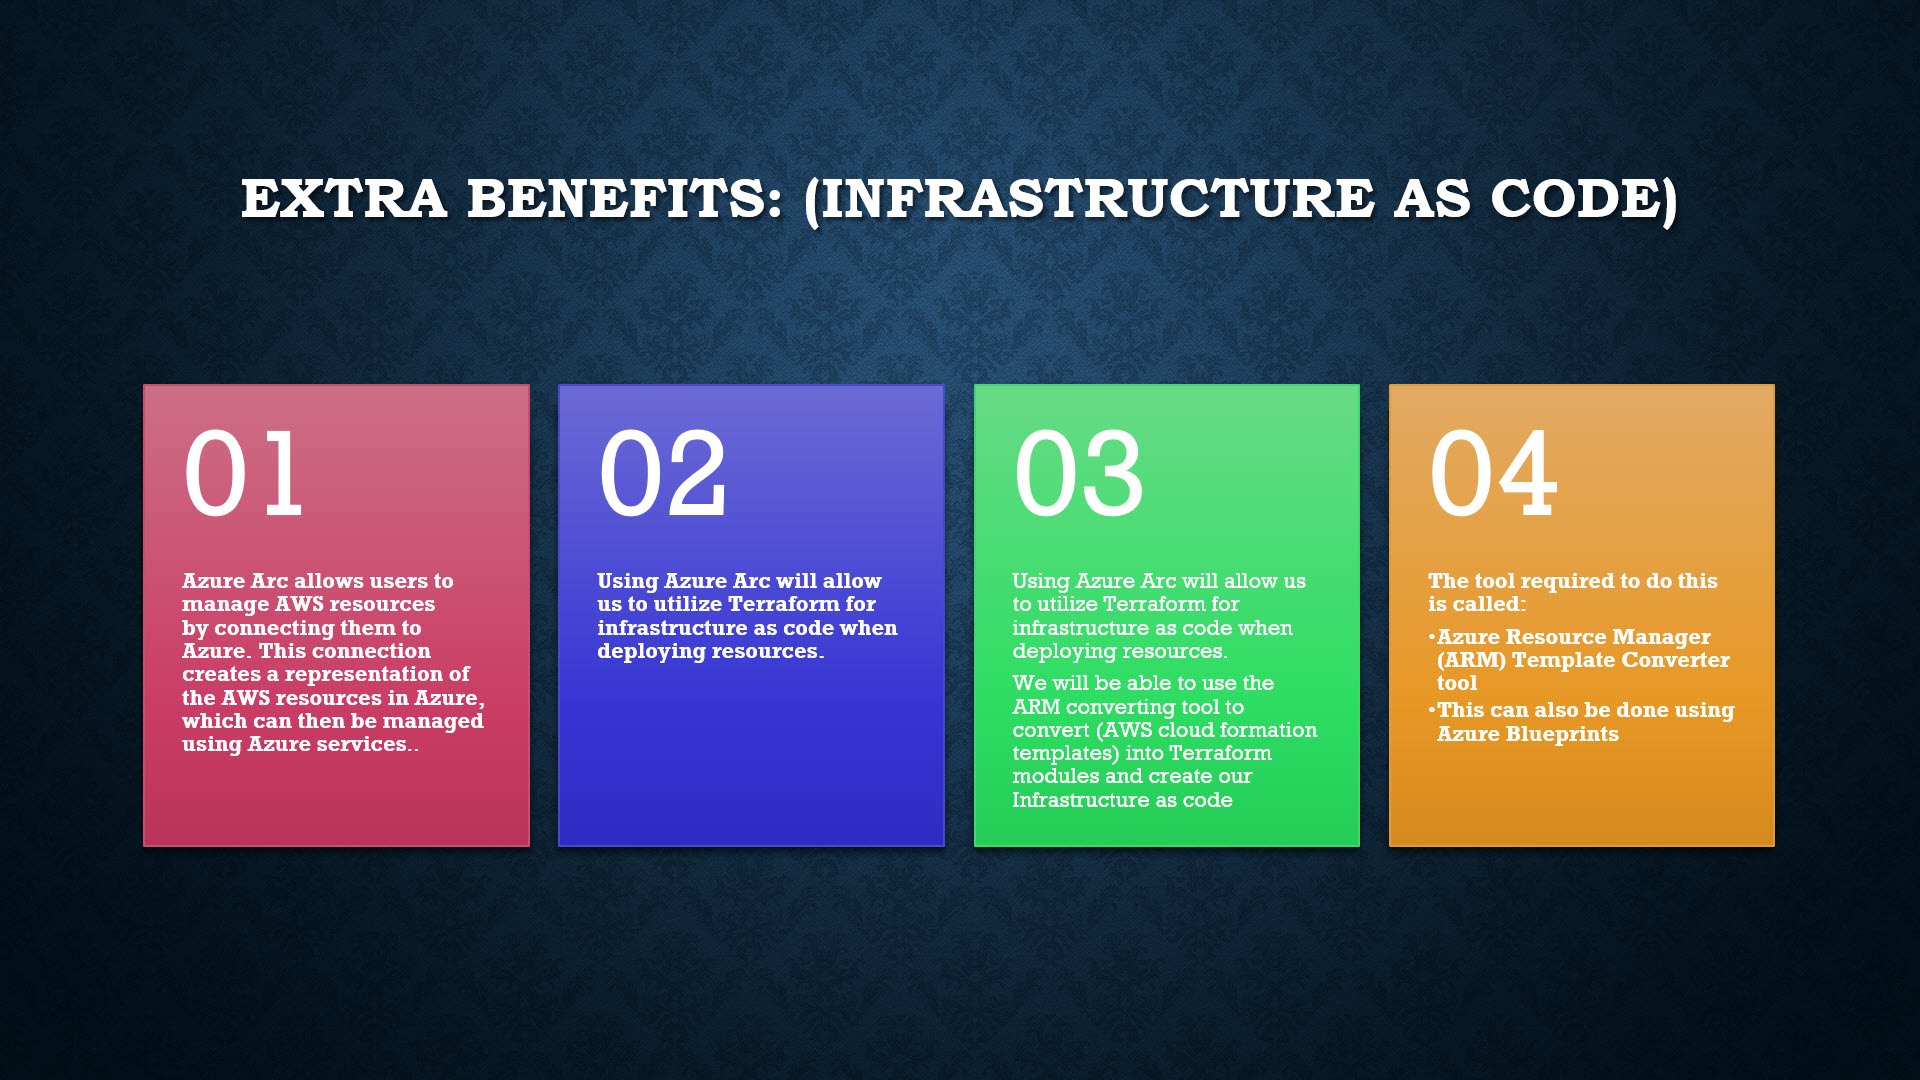 EXTRA BENEFITS: (INFRASTRUCTURE AS CODE)
01
Azure Arc allows users to
manage AWS resources
by connecting them to
Azure. This connection
creates a representation of
the AWS resources in Azure,
which can then be managed
using Azure services..
02
Using Azure Arc will allow
us to utilize Terraform for
infrastructure as code when
deploying resources.
03
Using Azure Arc will allow us
to utilize Terraform for
infrastructure as code when
deploying resources.
We will be able to use the
ARM converting tool to
convert (AWS cloud formation
templates) into Terraform
modules and create our
Infrastructure as code
04
The tool required to do this
is called:
•Azure Resource Manager
(ARM) Template Converter
tool
•This can also be done using
Azure Blueprints